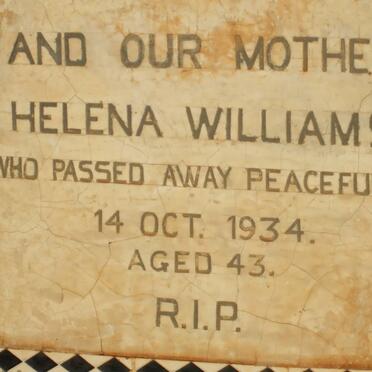 AND OUR MOTHE
HELENA WILLIAMS
WHO PASSED AWAY PEACEFU
14 OCT. 1934.
AGED 43.
R.I.P.